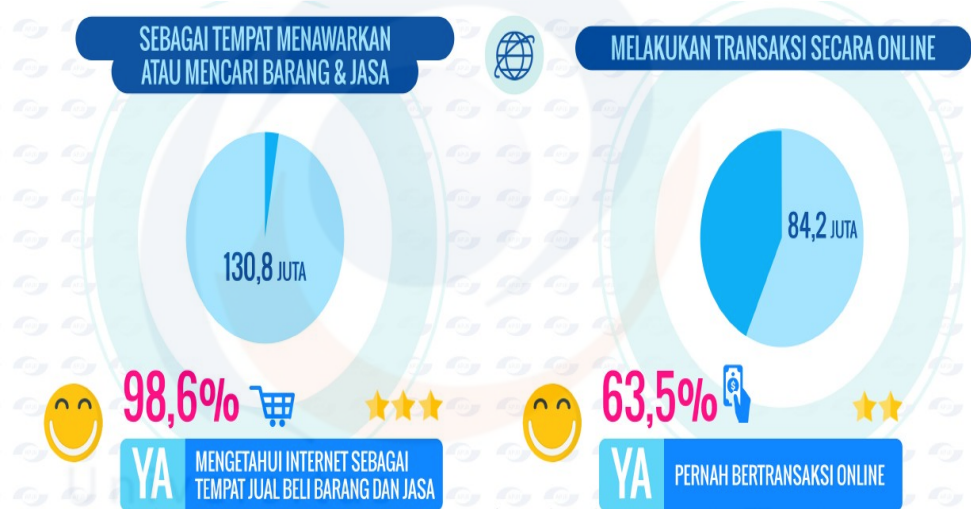 SEBAGAI TEMPAT MENAWARKAN
ATAU MENCARI BARANG & JASA
130,8 JUTA
98,6%
YA
MENGETAHUI INTERNET SEBAGAI
TEMPAT JUAL BELI BARANG DAN JASA
MELAKUKAN TRANSAKSI SECARA ONLINE
84,2 JUTA
63,5%
YA
PERNAH BERTRANSAKSI ONLINE